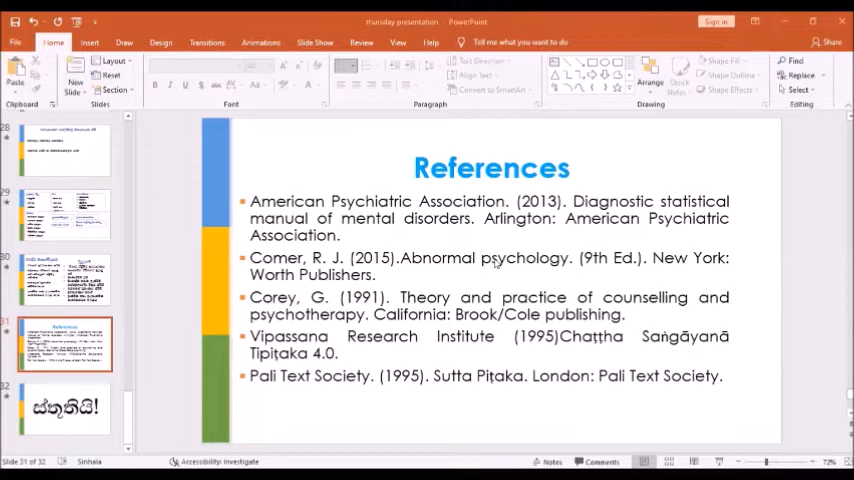 thursday presentation - PowerPoint
Sign in
File Home Insert Draw Design Transitions Animations Slide Show Review View Help Tell me what you want to do Share
Paste
Clipboard
New Slide
Layout
Reset
Section
Slides
Font
Text Direction
Align Text
Convert to SmartArt
Paragraph
Arrange
Quick Styles
Shape Fill
Shape Outline
Shape Effects
Drawing
Find
Replace
Select
Editing
28
29
30
31
32
ස්තූතියි!
References
American Psychiatric Association. (2013). Diagnostic statistical
manual of mental disorders. Arlington: American Psychiatric
Association.
Comer, R. J. (2015).Abnormal psychology. (9th Ed.). New York:
Worth Publishers.
Corey, G. (1991). Theory and practice of counselling and
psychotherapy. California: Brook/Cole publishing.
Vipassana Research Institute (1995)Chaṭṭha Saṅgāyanā
Tipiṭaka 4.0.
Pali Text Society. (1995). Sutta Piṭaka. London: Pali Text Society.
Slide 31 of 32 Sinhala Accessibility: Investigate Notes Comments 72%